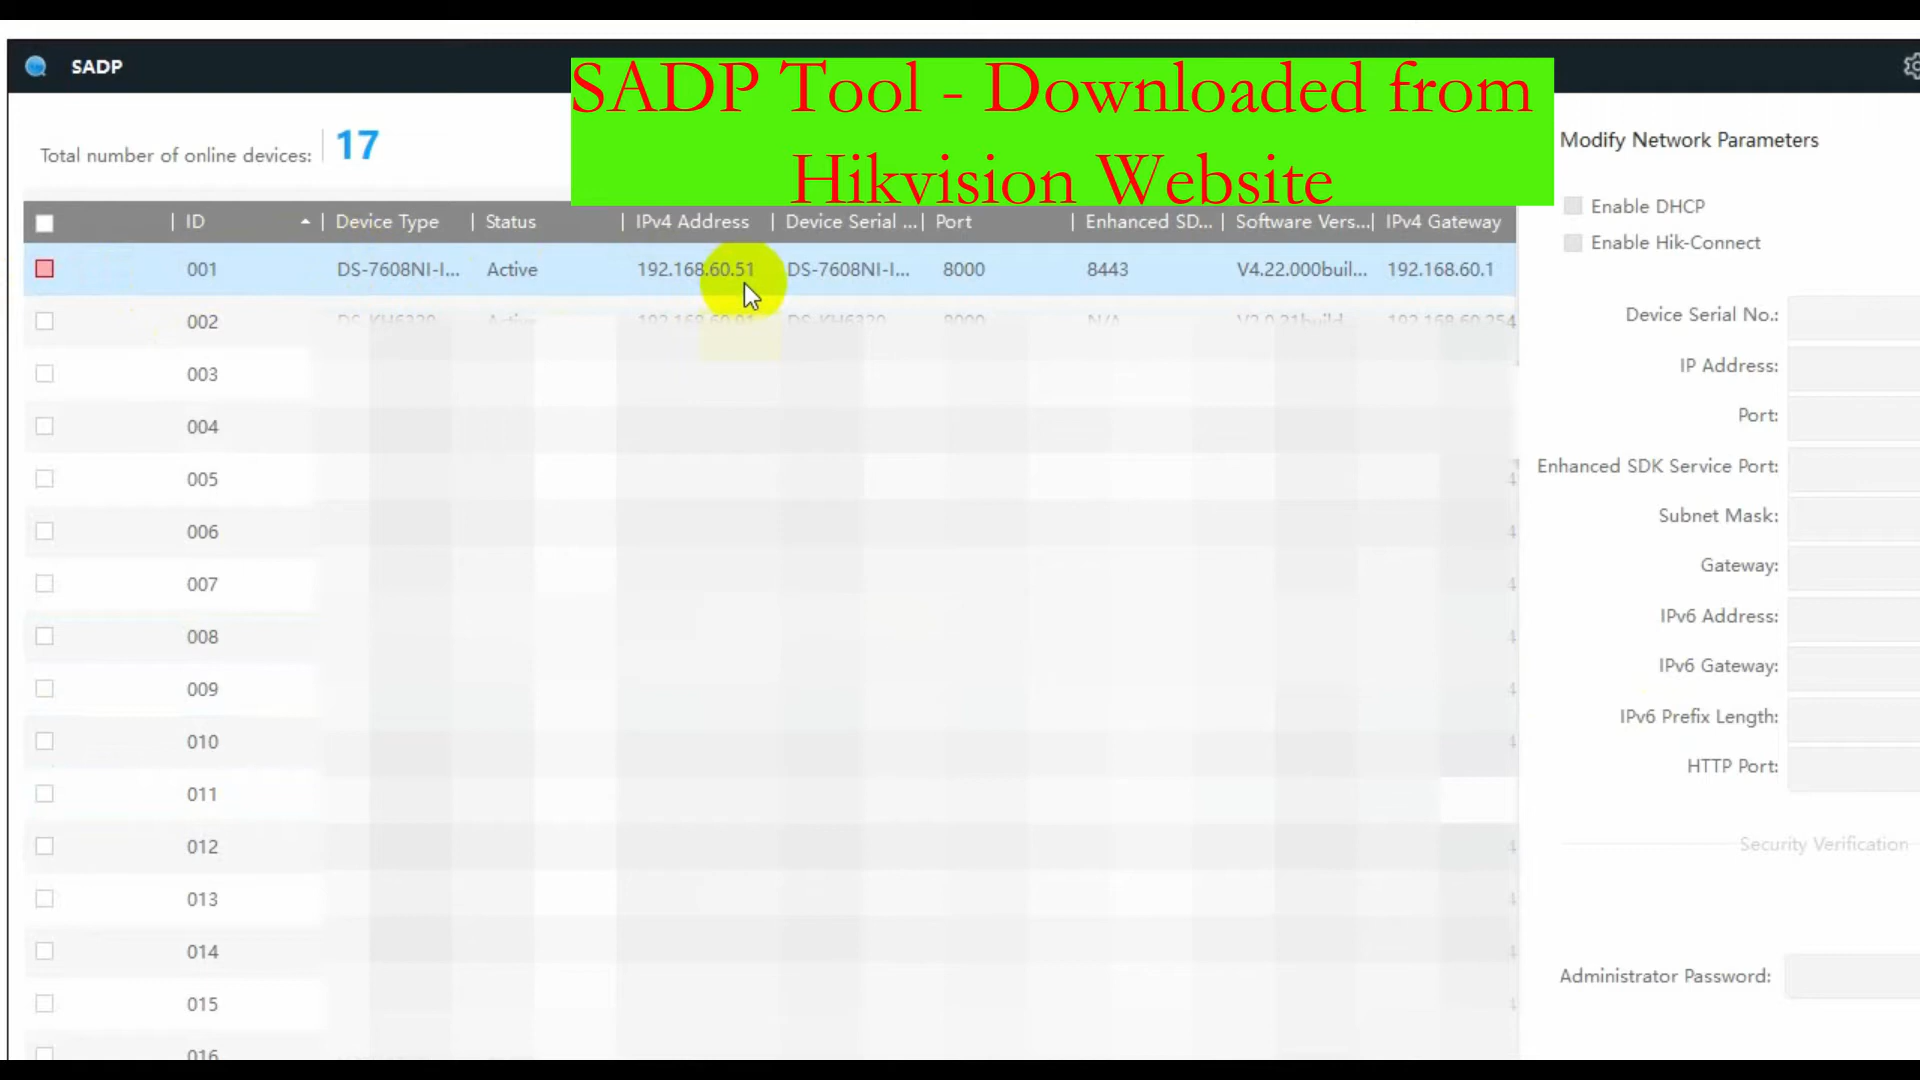 SADP
SADP Tool - Downloaded from
Hikvision Website
Total number of online devices: 17
ID Device Type Status IPv4 Address Device Serial ... Port Enhanced SD... Software Vers... IPv4 Gateway
001 DS-7608NI-I... Active 192.168.60.51 DS-7608NI-I... 8000 8443 V4.22.000buil... 192.168.60.1
002
003
004
005
006
007
008
009
010
011
012
013
014
015
016
Modify Network Parameters
Enable DHCP
Enable Hik-Connect
Device Serial No.:
IP Address:
Port:
Enhanced SDK Service Port:
Subnet Mask:
Gateway:
IPv6 Address:
IPv6 Gateway:
IPv6 Prefix Length:
HTTP Port:
Security Verification
Administrator Password: